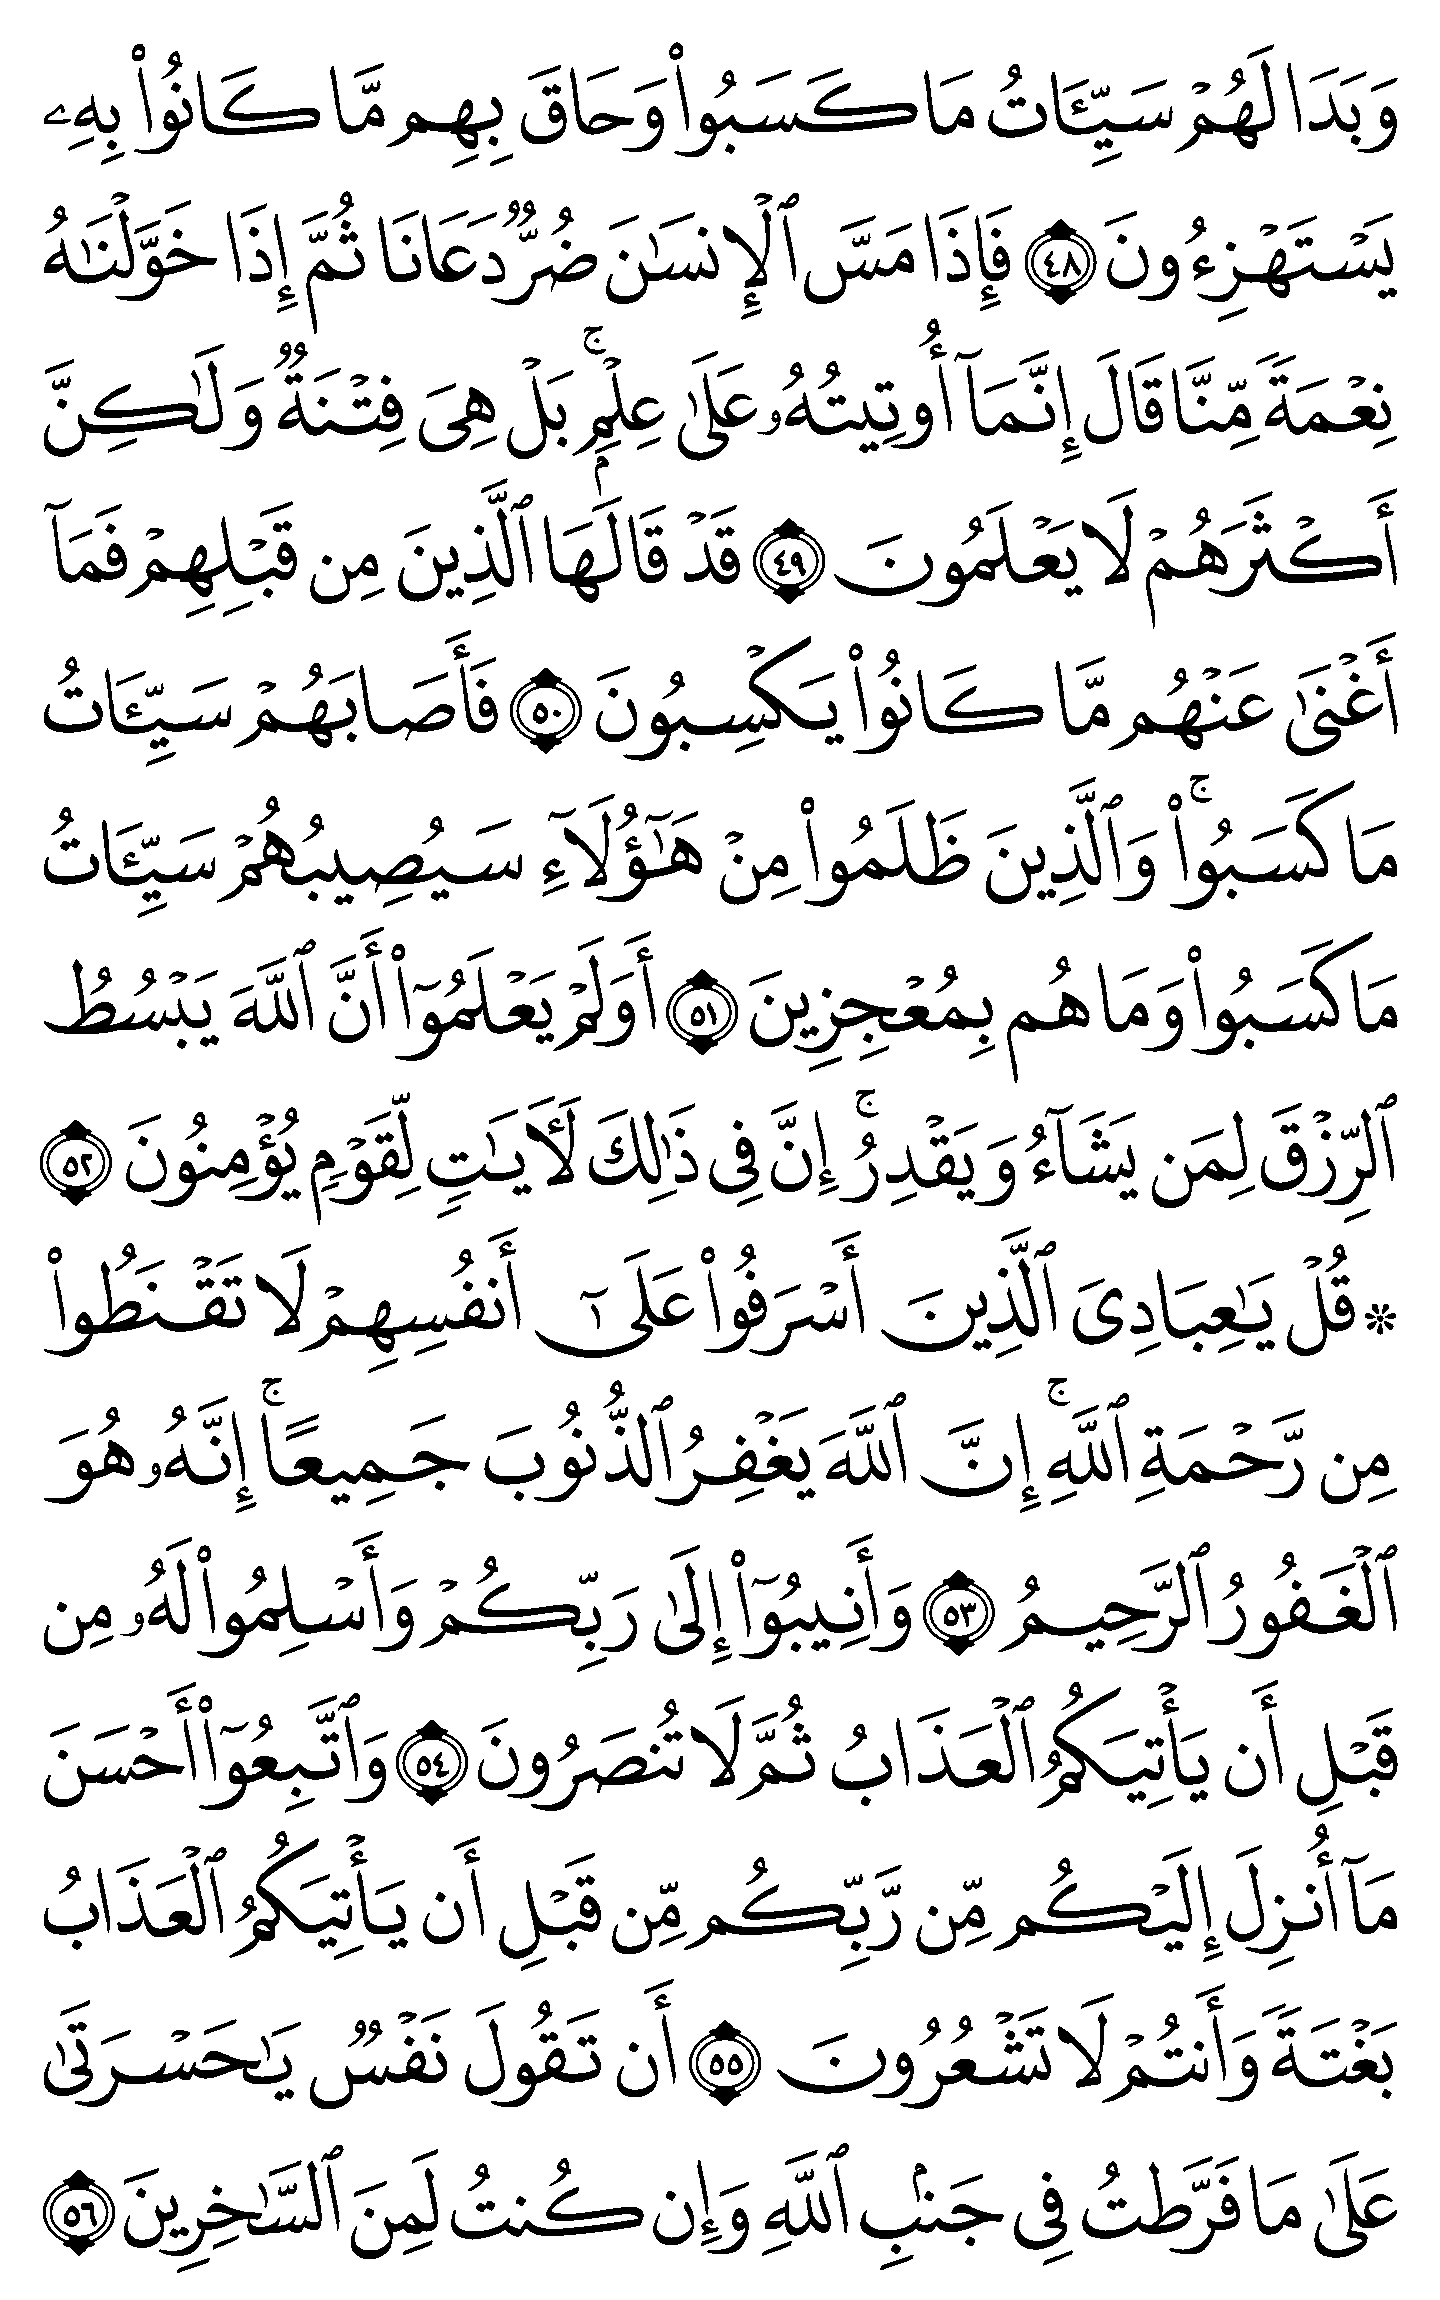 وَبَدَا لَهُمْ سَيِّـَٔاتُ مَا كَسَبُوا۟ وَحَاقَ بِهِم مَّا كَانُوا۟ بِهِۦ
يَسْتَهْزِءُونَ ٤٨ فَإِذَا مَسَّ ٱلْإِنسَـٰنَ ضُرٌّ دَعَانَا ثُمَّ إِذَا خَوَّلْنَـٰهُ
نِعْمَةً مِّنَّا قَالَ إِنَّمَآ أُوتِيتُهُۥ عَلَىٰ عِلْمٍۭ ۚ بَلْ هِىَ فِتْنَةٌ وَلَـٰكِنَّ
أَكْثَرَهُمْ لَا يَعْلَمُونَ ٤٩ قَدْ قَالَهَا ٱلَّذِينَ مِن قَبْلِهِمْ فَمَآ
أَغْنَىٰ عَنْهُم مَّا كَانُوا۟ يَكْسِبُونَ ٥٠ فَأَصَابَهُمْ سَيِّـَٔاتُ
مَا كَسَبُوا۟ ۚ وَٱلَّذِينَ ظَلَمُوا۟ مِنْ هَـٰٓؤُلَآءِ سَيُصِيبُهُمْ سَيِّـَٔاتُ
مَا كَسَبُوا۟ وَمَا هُم بِمُعْجِزِينَ ٥١ أَوَلَمْ يَعْلَمُوٓا۟ أَنَّ ٱللَّهَ يَبْسُطُ
ٱلرِّزْقَ لِمَن يَشَآءُ وَيَقْدِرُ ۚ إِنَّ فِى ذَٰلِكَ لَـَٔايَـٰتٍ لِّقَوْمٍ يُؤْمِنُونَ ٥٢
۞ قُلْ يَـٰعِبَادِىَ ٱلَّذِينَ أَسْرَفُوا۟ عَلَىٰٓ أَنفُسِهِمْ لَا تَقْنَطُوا۟
مِن رَّحْمَةِ ٱللَّهِ ۚ إِنَّ ٱللَّهَ يَغْفِرُ ٱلذُّنُوبَ جَمِيعًا ۚ إِنَّهُۥ هُوَ
ٱلْغَفُورُ ٱلرَّحِيمُ ٥٣ وَأَنِيبُوٓا۟ إِلَىٰ رَبِّكُمْ وَأَسْلِمُوا۟ لَهُۥ مِن
قَبْلِ أَن يَأْتِيَكُمُ ٱلْعَذَابُ ثُمَّ لَا تُنصَرُونَ ٥٤ وَٱتَّبِعُوٓا۟ أَحْسَنَ
مَآ أُنزِلَ إِلَيْكُم مِّن رَّبِّكُم مِّن قَبْلِ أَن يَأْتِيَكُمُ ٱلْعَذَابُ
بَغْتَةً وَأَنتُمْ لَا تَشْعُرُونَ ٥٥ أَن تَقُولَ نَفْسٌ يَـٰحَسْرَتَىٰ
عَلَىٰ مَا فَرَّطتُ فِى جَنۢبِ ٱللَّهِ وَإِن كُنتُ لَمِنَ ٱلسَّـٰخِرِينَ ٥٦